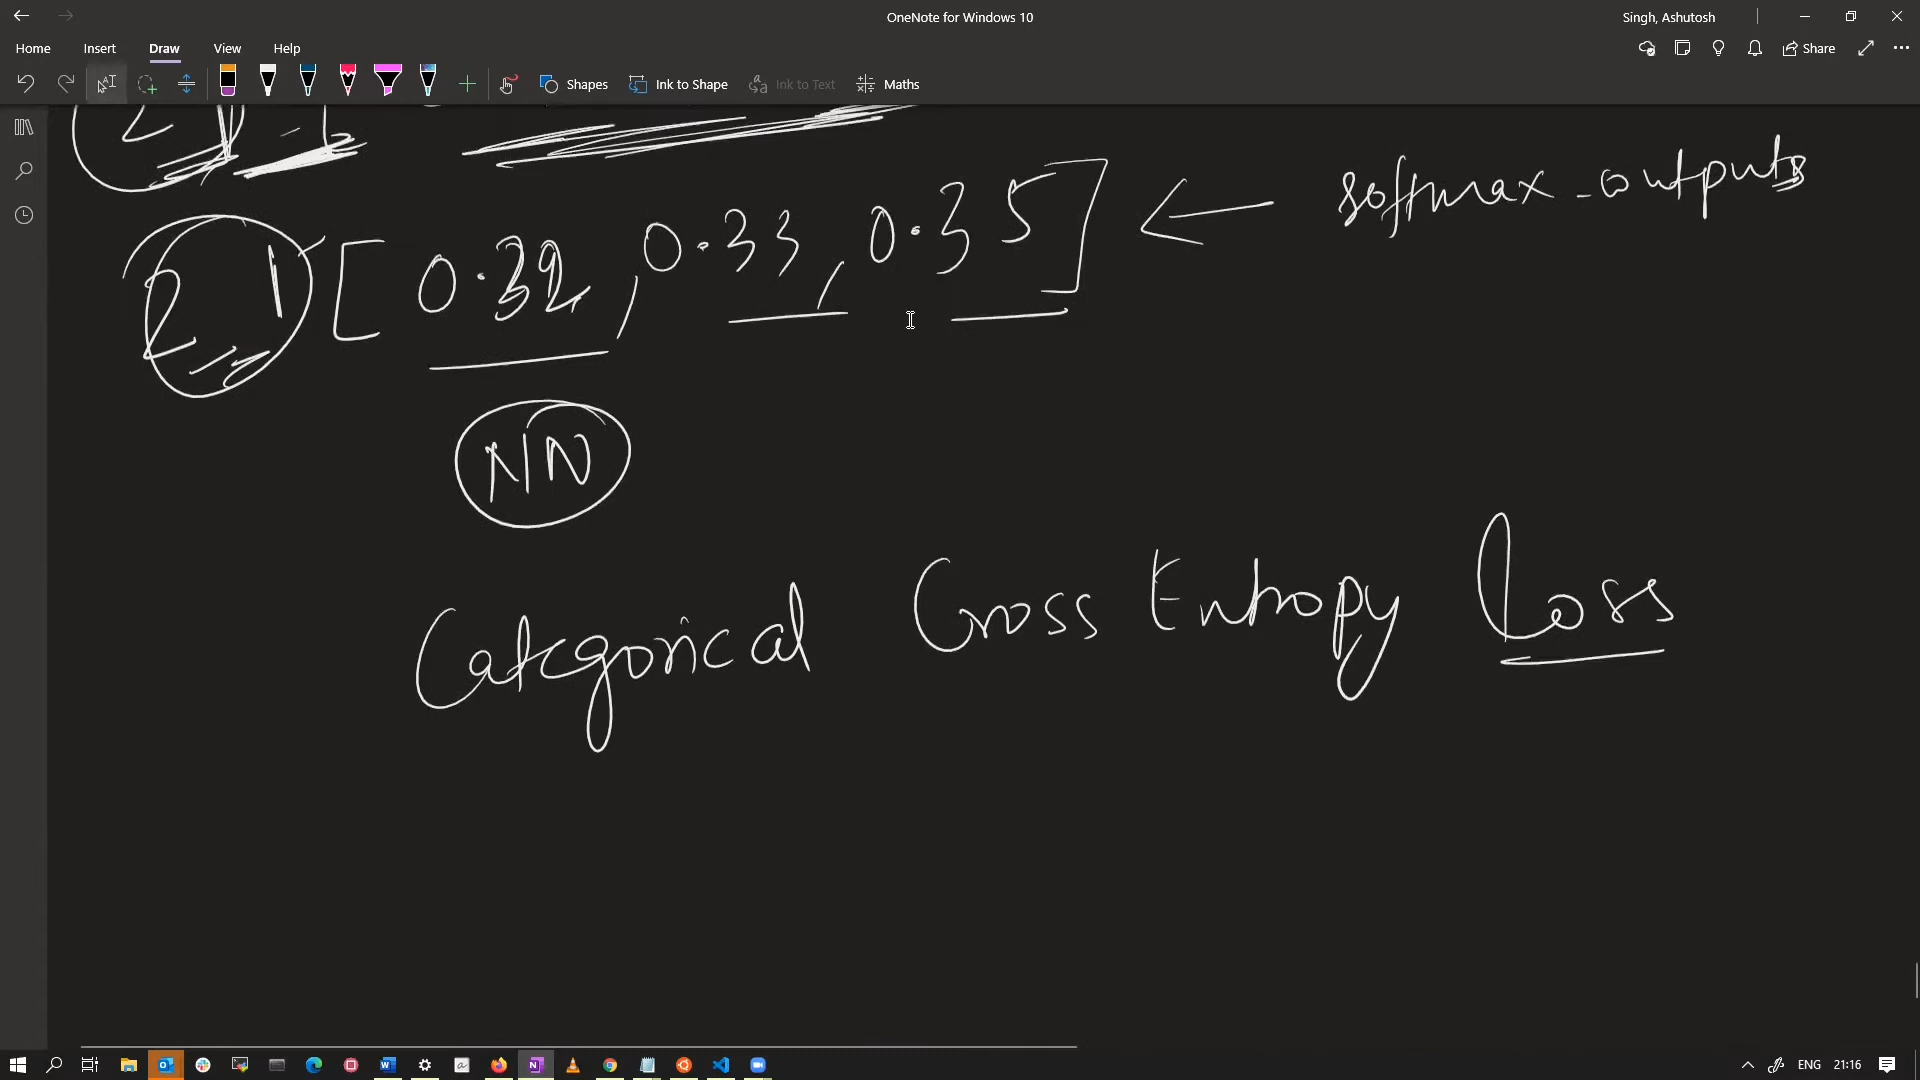 OneNote for Windows 10
Singh, Ashutosh
Home Insert Draw View Help
Share
Shapes Ink to Shape Ink to Text Maths
[0.32, 0.33, 0.35] ← softmax_outputs
NN
Categorical Cross Entropy Loss
ENG 21:16